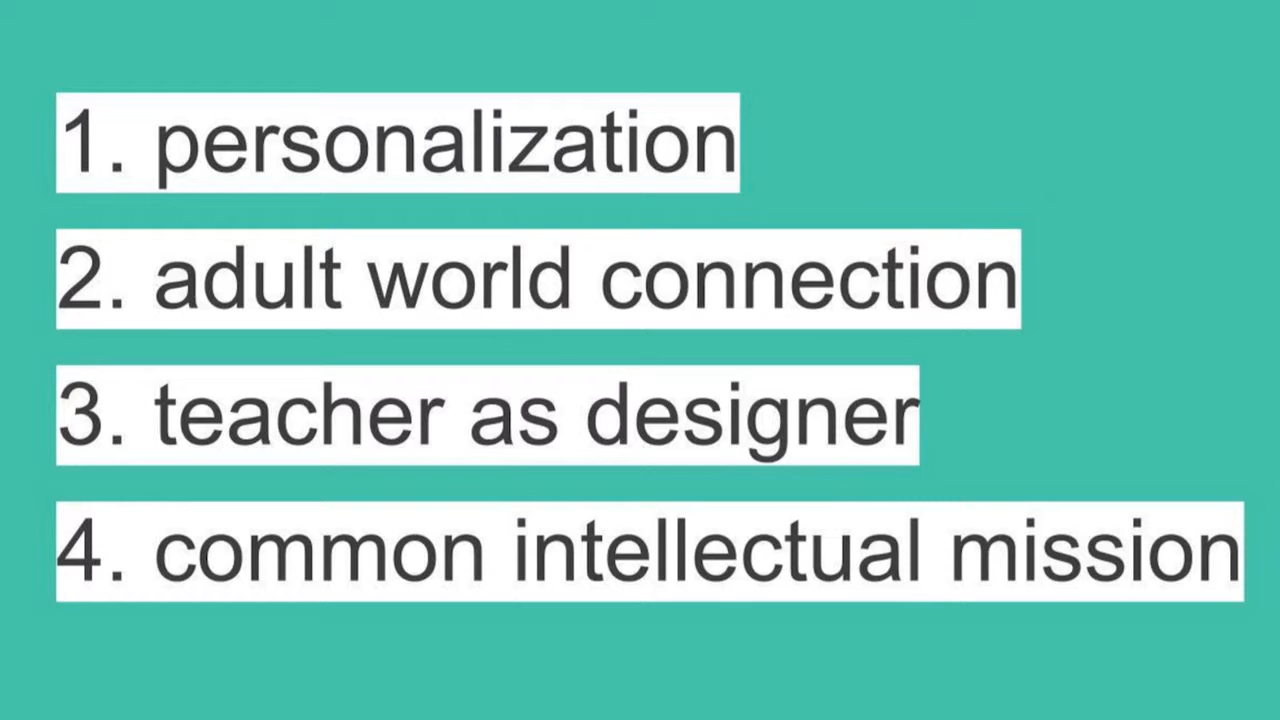 1. personalization
2. adult world connection
3. teacher as designer
4. common intellectual mission